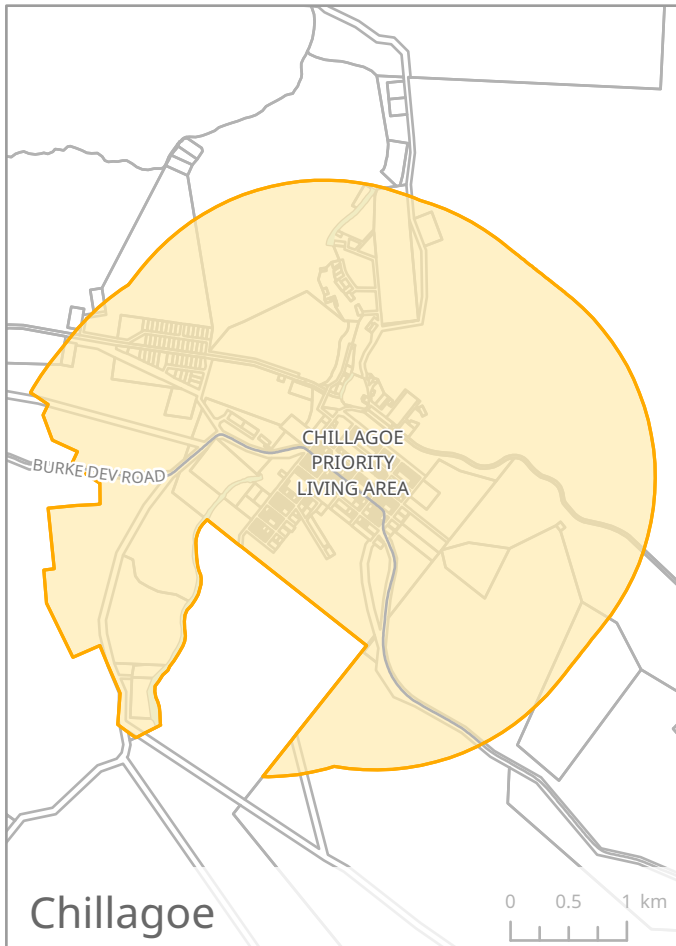 CHILLAGOE
PRIORITY
LIVING AREA
BURKE DEV ROAD
Chillagoe
0 0.5 1 km